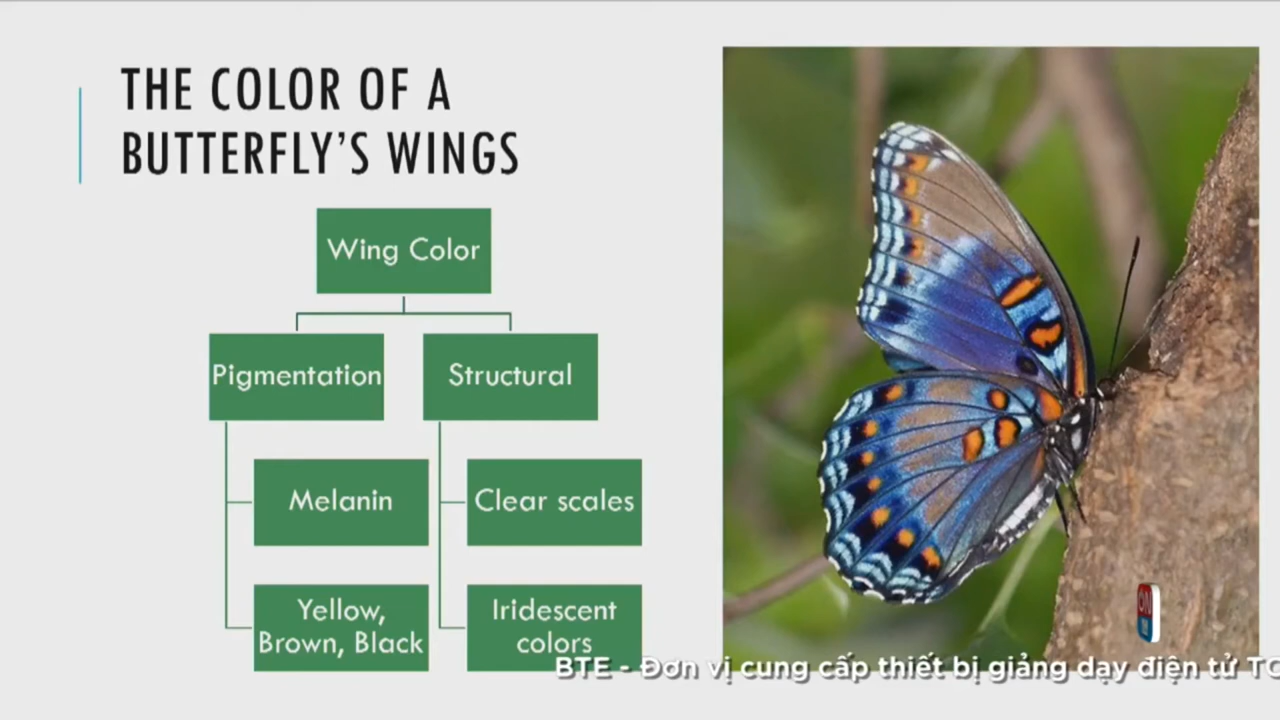 THE COLOR OF A
BUTTERFLY'S WINGS
Wing Color
Pigmentation
Structural
Melanin
Clear scales
Yellow,
Brown, Black
Iridescent
colors
ON
BTE - Đơn vị cung cấp thiết bị giảng dạy điện tử